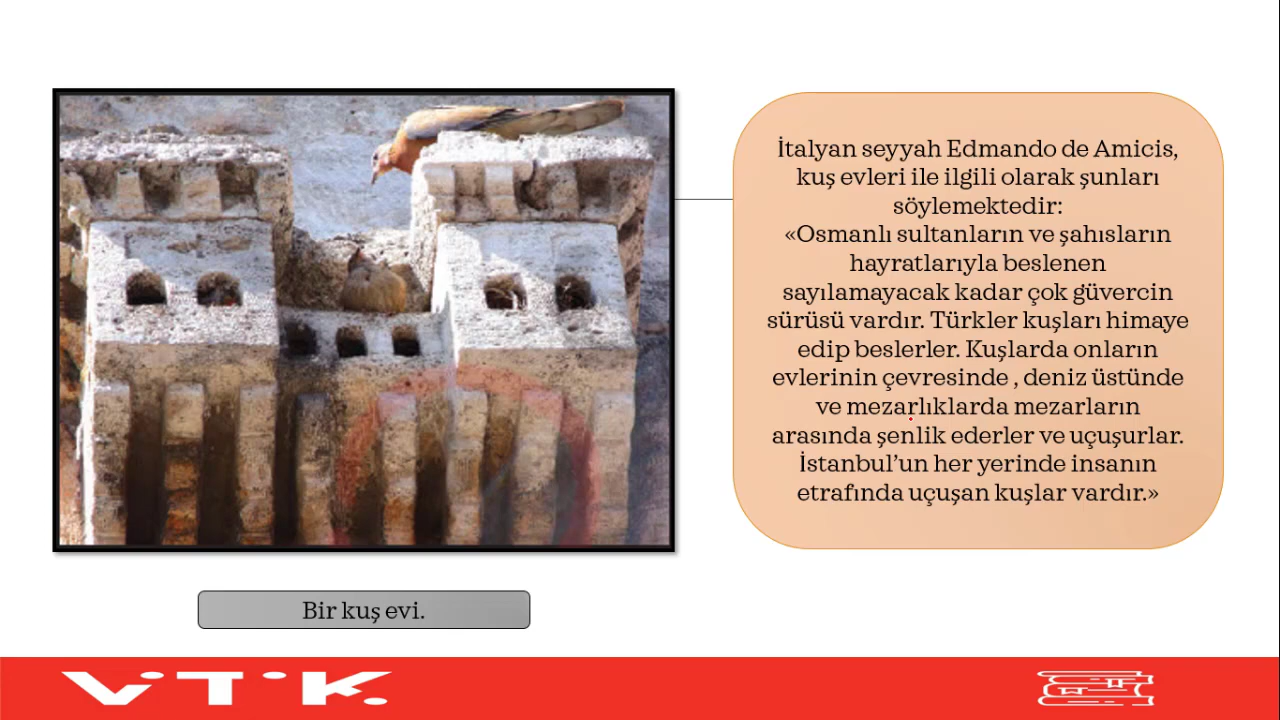 İtalyan seyyah Edmando de Amicis,
kuş evleri ile ilgili olarak şunları
söylemektedir:
«Osmanlı sultanların ve şahısların
hayratlarıyla beslenen
sayılamayacak kadar çok güvercin
sürüsü vardır. Türkler kuşları himaye
edip beslerler. Kuşlarda onların
evlerinin çevresinde , deniz üstünde
ve mezarlıklarda mezarların
arasında şenlik ederler ve uçuşurlar.
İstanbul’un her yerinde insanın
etrafında uçuşan kuşlar vardır.»
Bir kuş evi.
VTK